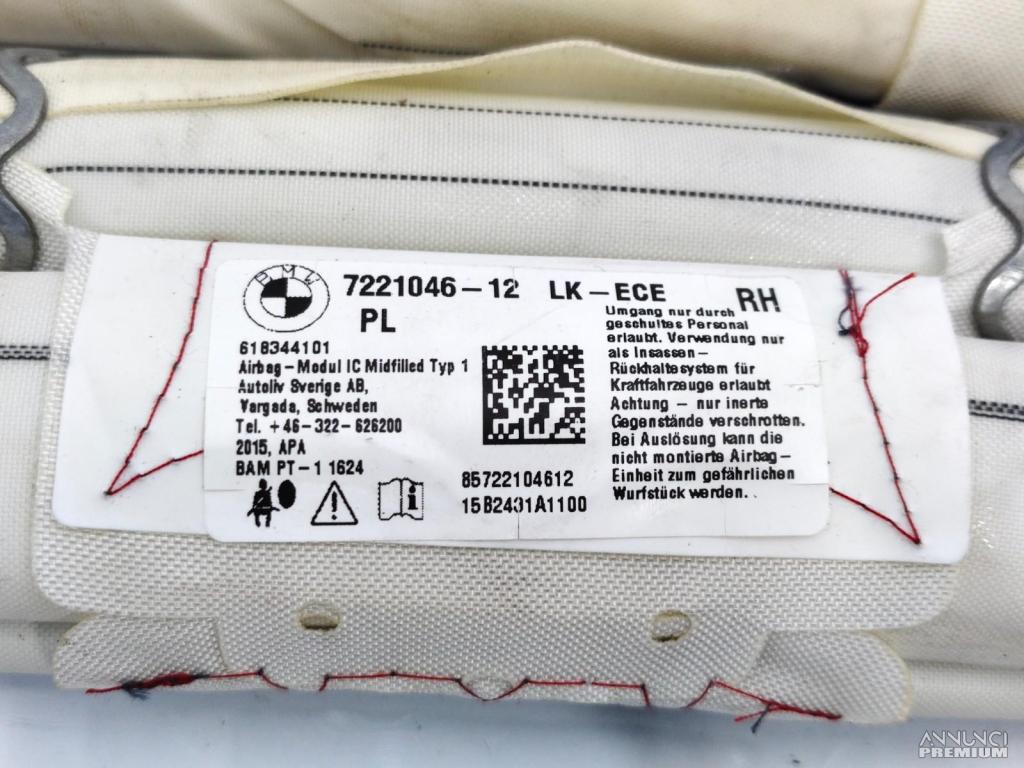 BMW
7221046-12 LK-ECE RH
PL
618344101
Airbag-Modul IC Midfilled Typ 1
Autoliv Sverige AB,
Vargada, Schweden
Tel. +46-322-626200
2015, APA
BAM PT-1 1624
Umgang nur durch
geschultes Personal
erlaubt. Verwendung nur
als Insassen-
Rückhaltesystem für
Kraftfahrzeuge erlaubt
Achtung - nur inerte
Gegenstände verschrotten.
Bei Auslösung kann die
nicht montierte Airbag-
Einheit zum gefährlichen
Wurfstück werden.
85722104612
15B2431A1100
ANNUNCI
PREMIUM